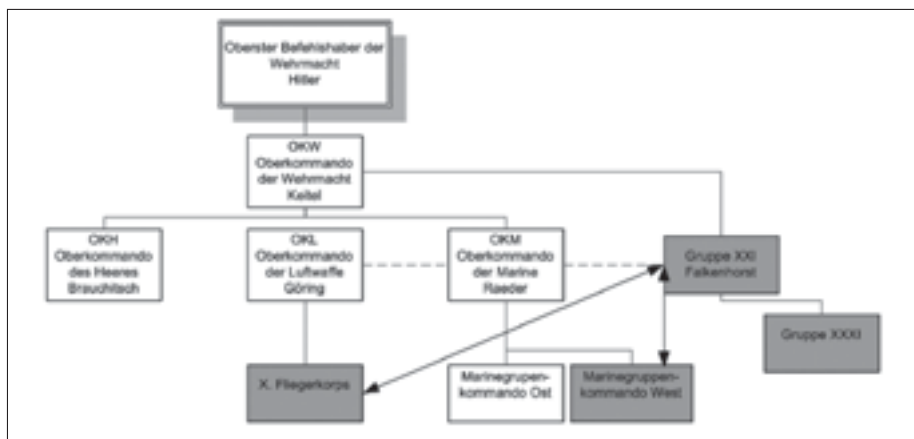 Oberster Befehlshaber der
Wehrmacht
Hitler
OKW
Oberkommando
der Wehrmacht
Keitel
OKH
Oberkommando
des Heeres
Brauchitsch
OKL
Oberkommando
der Luftwaffe
Göring
OKM
Oberkommando
der Marine
Raeder
Gruppe XXI
Falkenhorst
Gruppe XXXI
X. Fliegerkorps
Marinegrupen-
kommando Ost
Marinegruppen-
kommando West